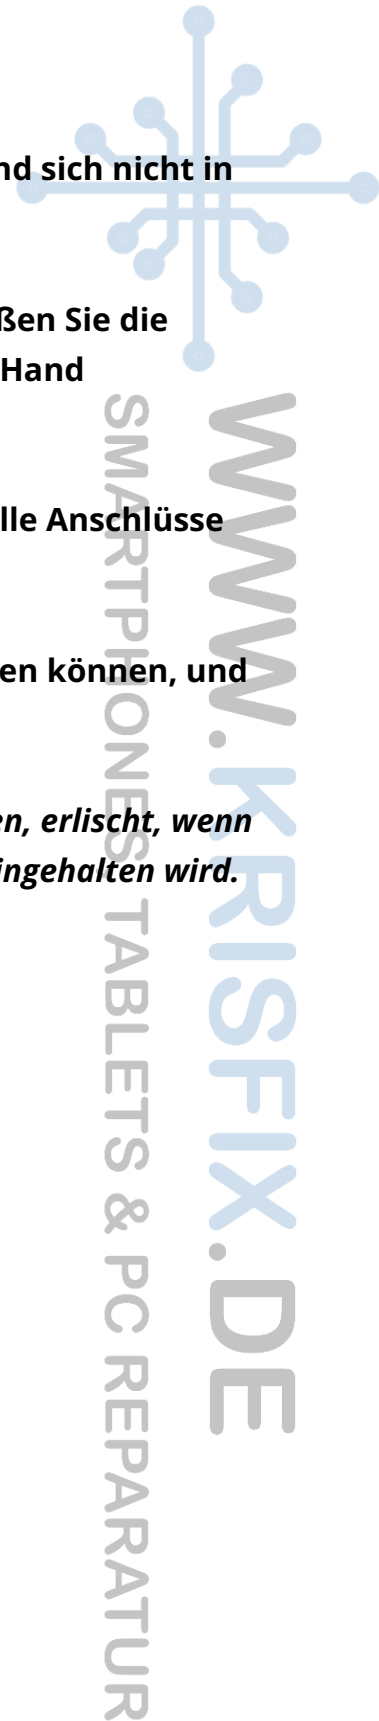 nd sich nicht in
ßen Sie die
Hand
lle Anschlüsse
en können, und
en, erlischt, wenn
ingehalten wird.
WWW.KRISFIX.DE
SMARTPHONES, TABLETS & PC REPARATUR